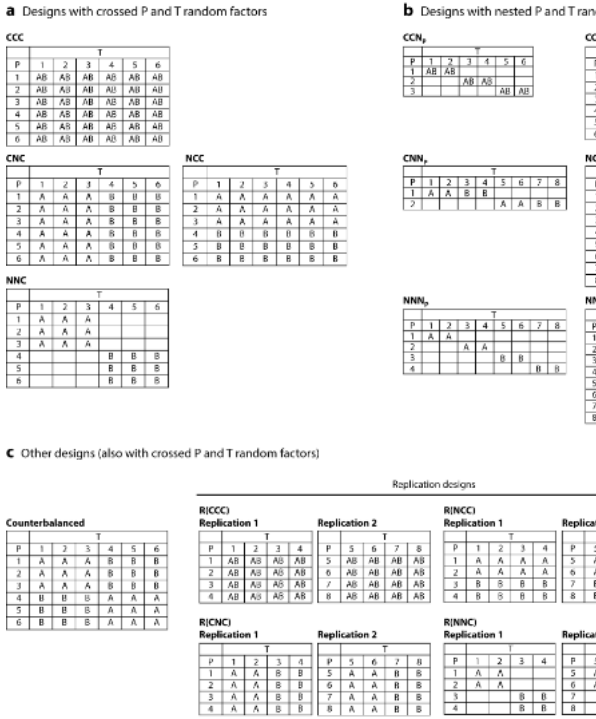 a Designs with crossed P and T random factors
CCC
T
P 1 2 3 4 5 6
1 AB AB AB AB AB AB
2 AB AB AB AB AB AB
3 AB AB AB AB AB AB
4 AB AB AB AB AB AB
5 AB AB AB AB AB AB
6 AB AB AB AB AB AB
CNC
T
P 1 2 3 4 5 6
1 A A A B B B
2 A A A B B B
3 A A A B B B
4 A A A B B B
5 A A A B B B
6 A A A B B B
NCC
T
P 1 2 3 4 5 6
1 A A A A A A
2 A A A A A A
3 A A A A A A
4 B B B B B B
5 B B B B B B
6 B B B B B B
NNC
T
P 1 2 3 4 5 6
1 A A A
2 A A A
3 A A A
4 B B B
5 B B B
6 B B B
b Designs with nested P and T
CCNp
T
P 1 2 3 4 5 6
1 AB AB
2 AB AB
3 AB AB
CNNp
T
P 1 2 3 4 5 6 7 8
1 A A B B
2 A A B B
NNNp
T
P 1 2 3 4 5 6 7 8
1 A A
2 A A
3 B B
4 B B
c Other designs (also with crossed P and T random factors)
Replication designs
Counterbalanced
T
P 1 2 3 4 5 6
1 A A A B B B
2 A A A B B B
3 A A A B B B
4 B B B A A A
5 B B B A A A
6 B B B A A A
R(CCC)
Replication 1
T
P 1 2 3 4
1 AB AB AB AB
2 AB AB AB AB
3 AB AB AB AB
4 AB AB AB AB
Replication 2
T
P 5 6 7 8
5 AB AB AB AB
6 AB AB AB AB
7 AB AB AB AB
8 AB AB AB AB
R(NCC)
Replication 1
T
P 1 2 3 4
1 A A A A
2 A A A A
3 B B B B
4 B B B B
P
5
6
7
8
R(CNC)
Replication 1
T
P 1 2 3 4
1 A A B B
2 A A B B
3 A A B B
4 A A B B
Replication 2
T
P 5 6 7 8
5 A A B B
6 A A B B
7 A A B B
8 A A B B
R(NNC)
Replication 1
T
P 1 2 3 4
1 A A
2 A A
3 B B
4 B B
P
5
6
7
8